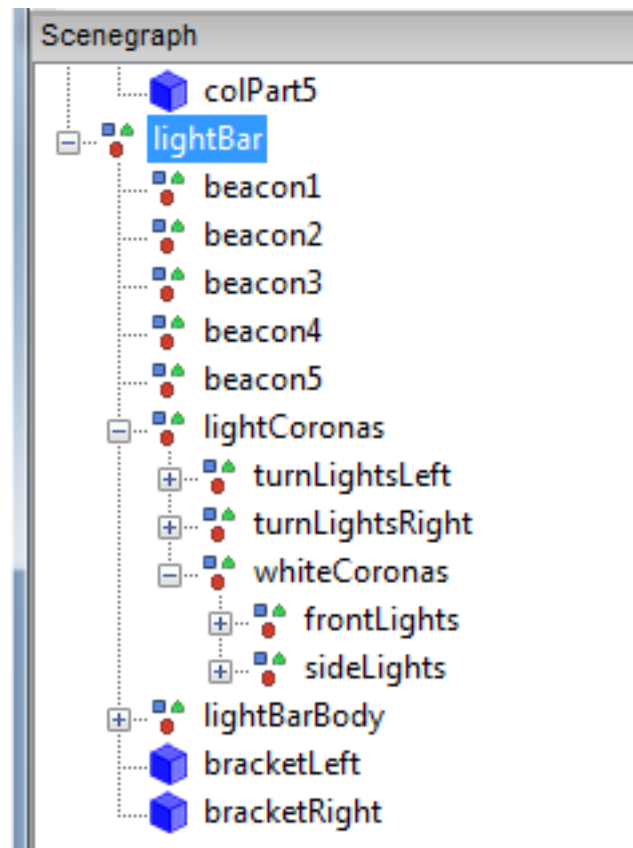 Scenegraph
colPart5
lightBar
beacon1
beacon2
beacon3
beacon4
beacon5
lightCoronas
turnLightsLeft
turnLightsRight
whiteCoronas
frontLights
sideLights
lightBarBody
bracketLeft
bracketRight